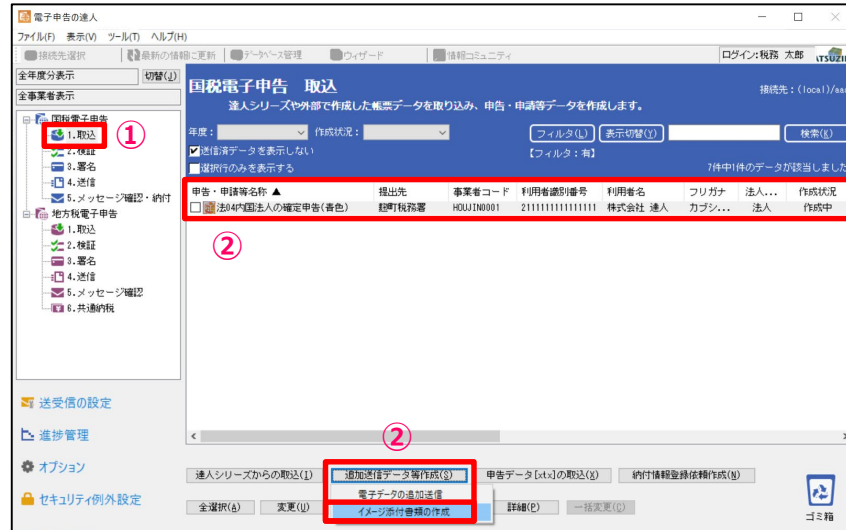 電子申告の達人
ファイル(F) 表示(V) ツール(T) ヘルプ(H)
接続先選択 最新の情報に更新 データベース管理 ウィザード 情報コミュニティ ログイン:税務 太郎
全年度分表示 切替(J)
全事業者表示
国税電子申告
1.取込
①
2.検証
3.署名
4.送信
5.メッセージ確認・納付
地方税電子申告
1.取込
2.検証
3.署名
4.送信
5.メッセージ確認
6.共通納税
送受信の設定
進捗管理
オプション
セキュリティ例外設定
国税電子申告 取込
接続先:(local)/
達人シリーズや外部で作成した帳票データを取り込み、申告・申請等データを作成します。
年度: 作成状況: フィルタ(L) 表示切替(Y) 検索(K)
送信済データを表示しない 【フィルタ:有】
選択行のみを表示する 7件中1件のデータが該当しました
申告・申請等名称 ▲ 提出先 事業者コード 利用者識別番号 利用者名 フリガナ 法人... 作成状況
法04内国法人の確定申告(青色) 麹町税務署 HOUJIN0001 2111111111111111 株式会社 達人 カブシ... 法人 作成中
②
②
達人シリーズからの取込(I) 追加送信データ等作成(S) 申告データ[xtx]の取込(X) 納付情報登録依頼作成(N)
電子データの追加送信
全選択(A) 変更(U) イメージ添付書類の作成 詳細(P) 一括変更(C)
ゴミ箱